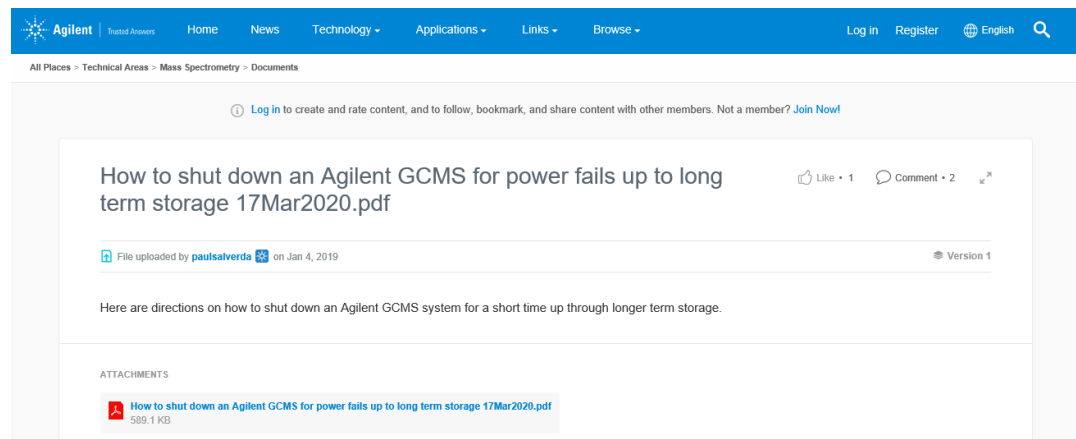 Agilent | Trusted Answers Home News Technology Applications Links Browse Log in Register English
All Places > Technical Areas > Mass Spectrometry > Documents
Log in to create and rate content, and to follow, bookmark, and share content with other members. Not a member? Join Now!
How to shut down an Agilent GCMS for power fails up to long
term storage 17Mar2020.pdf
Like • 1 Comment • 2
File uploaded by paulsalverda on Jan 4, 2019 Version 1
Here are directions on how to shut down an Agilent GCMS system for a short time up through longer term storage.
ATTACHMENTS
How to shut down an Agilent GCMS for power fails up to long term storage 17Mar2020.pdf
589.1 KB